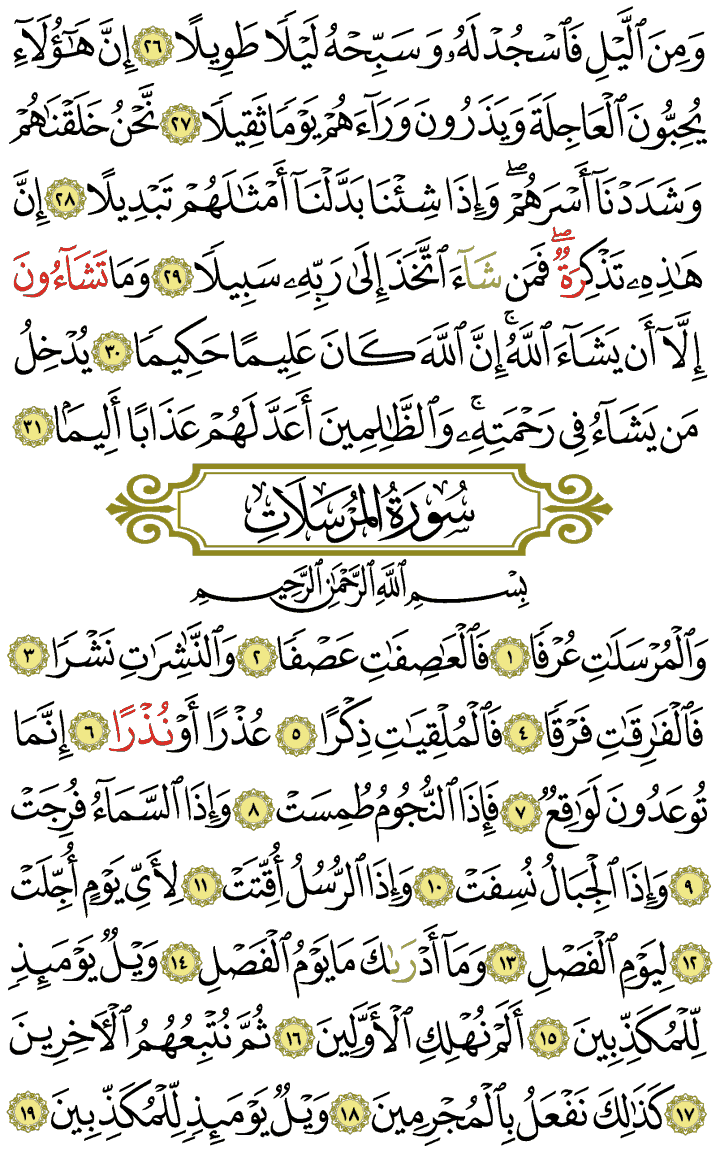 وَمِنَ ٱلَّيْلِ فَٱسْجُدْ لَهُۥ وَسَبِّحْهُ لَيْلًا طَوِيلًا ٢٦ إِنَّ هَٰٓؤُلَآءِ
يُحِبُّونَ ٱلْعَاجِلَةَ وَيَذَرُونَ وَرَآءَهُمْ يَوْمًا ثَقِيلًا ٢٧ نَّحْنُ خَلَقْنَٰهُمْ
وَشَدَدْنَآ أَسْرَهُمْۖ وَإِذَا شِئْنَا بَدَّلْنَآ أَمْثَٰلَهُمْ تَبْدِيلًا ٢٨ إِنَّ
هَٰذِهِۦ تَذْكِرَةٌۖ فَمَن شَآءَ ٱتَّخَذَ إِلَىٰ رَبِّهِۦ سَبِيلًا ٢٩ وَمَا تَشَآءُونَ
إِلَّآ أَن يَشَآءَ ٱللَّهُۚ إِنَّ ٱللَّهَ كَانَ عَلِيمًا حَكِيمًا ٣٠ يُدْخِلُ
مَن يَشَآءُ فِي رَحْمَتِهِۦۚ وَٱلظَّٰلِمِينَ أَعَدَّ لَهُمْ عَذَابًا أَلِيمًۢا ٣١
سُورَةُ المُرْسَلَاتِ
بِسْمِ ٱللَّهِ ٱلرَّحْمَٰنِ ٱلرَّحِيمِ
وَٱلْمُرْسَلَٰتِ عُرْفًا ١ فَٱلْعَٰصِفَٰتِ عَصْفًا ٢ وَٱلنَّٰشِرَٰتِ نَشْرًا ٣
فَٱلْفَٰرِقَٰتِ فَرْقًا ٤ فَٱلْمُلْقِيَٰتِ ذِكْرًا ٥ عُذْرًا أَوْ نُذْرًا ٦ إِنَّمَا
تُوعَدُونَ لَوَٰقِعٌ ٧ فَإِذَا ٱلنُّجُومُ طُمِسَتْ ٨ وَإِذَا ٱلسَّمَآءُ فُرِجَتْ
٩ وَإِذَا ٱلْجِبَالُ نُسِفَتْ ١٠ وَإِذَا ٱلرُّسُلُ أُقِّتَتْ ١١ لِأَيِّ يَوْمٍ أُجِّلَتْ
١٢ لِيَوْمِ ٱلْفَصْلِ ١٣ وَمَآ أَدْرَىٰكَ مَا يَوْمُ ٱلْفَصْلِ ١٤ وَيْلٌ يَوْمَئِذٍ
لِّلْمُكَذِّبِينَ ١٥ أَلَمْ نُهْلِكِ ٱلْأَوَّلِينَ ١٦ ثُمَّ نُتْبِعُهُمُ ٱلْأٓخِرِينَ
١٧ كَذَٰلِكَ نَفْعَلُ بِٱلْمُجْرِمِينَ ١٨ وَيْلٌ يَوْمَئِذٍ لِّلْمُكَذِّبِينَ ١٩